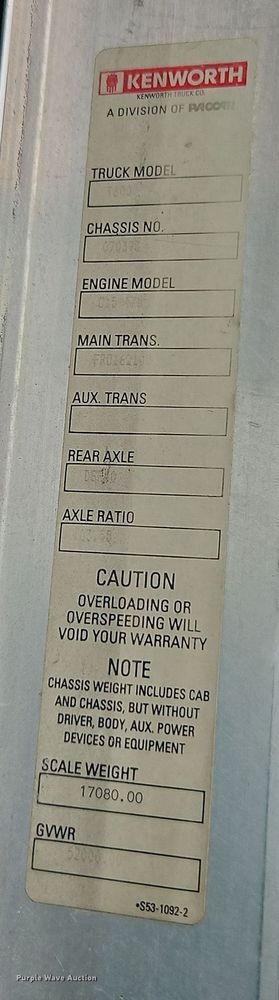 KENWORTH
KENWORTH TRUCK CO.
A DIVISION OF PACCAR
TRUCK MODEL
CHASSIS NO.
ENGINE MODEL
MAIN TRANS.
AUX. TRANS
REAR AXLE
AXLE RATIO
CAUTION
OVERLOADING OR
OVERSPEEDING WILL
VOID YOUR WARRANTY
NOTE
CHASSIS WEIGHT INCLUDES CAB
AND CHASSIS, BUT WITHOUT
DRIVER, BODY, AUX. POWER
DEVICES OR EQUIPMENT
SCALE WEIGHT
17080.00
GVWR
•S53-1092-2
Purple Wave Auction